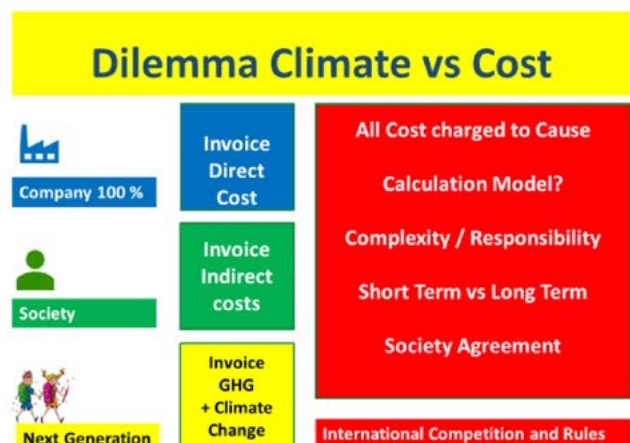 Dilemma Climate vs Cost
Company 100 %
Invoice
Direct
Cost
Society
Invoice
Indirect
costs
Next Generation
Invoice
GHG
+ Climate
Change
All Cost charged to Cause
Calculation Model?
Complexity / Responsibility
Short Term vs Long Term
Society Agreement
International Competition and Rules